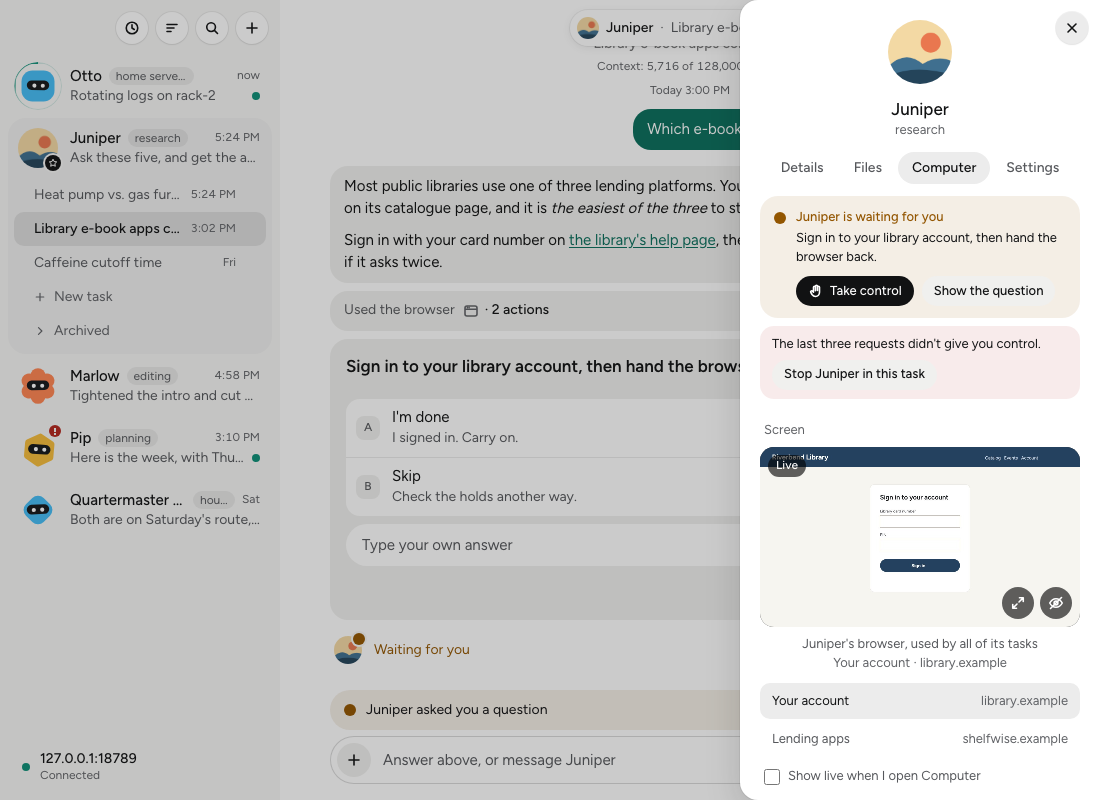 Otto home serve... now
Rotating logs on rack-2
Juniper research 5:24 PM
Ask these five, and get the a...
Heat pump vs. gas fur... 5:24 PM
Library e-book apps c... 3:02 PM
Caffeine cutoff time Fri
New task
Archived
Marlow editing 4:58 PM
Tightened the intro and cut ...
Pip planning 3:10 PM
Here is the week, with Thu...
Quartermaster ... hou... Sat
Both are on Saturday's route,...
127.0.0.1:18789
Connected
Juniper · Library e-b
Context: 5,716 of 128,000
Today 3:00 PM
Which e-book
Most public libraries use one of three lending platforms. You
on its catalogue page, and it is the easiest of the three to st
Sign in with your card number on the library's help page, the
if it asks twice.
Used the browser · 2 actions
Sign in to your library account, then hand the brows
A I'm done
I signed in. Carry on.
B Skip
Check the holds another way.
Type your own answer
Waiting for you
Juniper asked you a question
Answer above, or message Juniper
Juniper
research
Details Files Computer Settings
Juniper is waiting for you
Sign in to your library account, then hand the
browser back.
Take control Show the question
The last three requests didn't give you control.
Stop Juniper in this task
Screen
Library Catalog Events Account
Live
Sign in to your account
Library card number
PIN
Sign in
Juniper's browser, used by all of its tasks
Your account · library.example
Your account library.example
Lending apps shelfwise.example
Show live when I open Computer